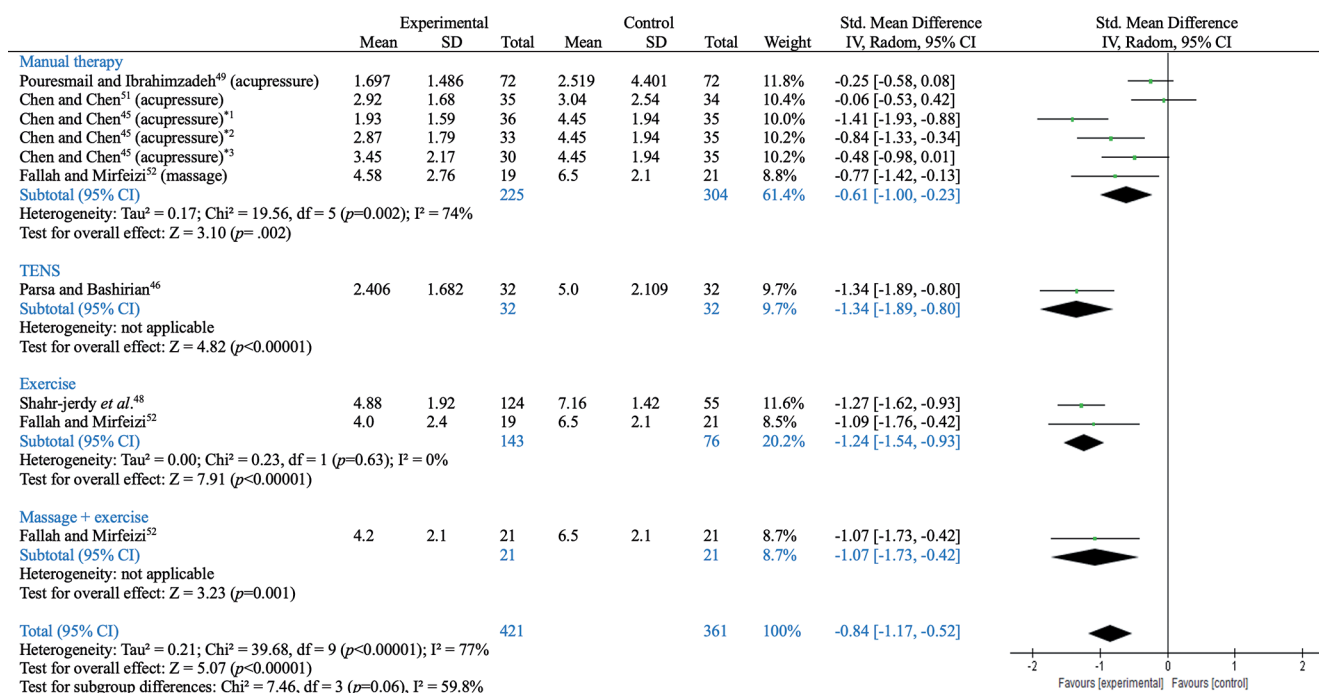 Experimental Control Std. Mean Difference Std. Mean Difference
Mean SD Total Mean SD Total Weight IV, Radom, 95% CI IV, Radom, 95% CI
Manual therapy
Pouresmail and Ibrahimzadeh⁴⁹ (acupressure) 1.697 1.486 72 2.519 4.401 72 11.8% -0.25 [-0.58, 0.08]
Chen and Chen⁵¹ (acupressure) 2.92 1.68 35 3.04 2.54 34 10.4% -0.06 [-0.53, 0.42]
Chen and Chen⁴⁵ (acupressure)*¹ 1.93 1.59 36 4.45 1.94 35 10.0% -1.41 [-1.93, -0.88]
Chen and Chen⁴⁵ (acupressure)*² 2.87 1.79 33 4.45 1.94 35 10.2% -0.84 [-1.33, -0.34]
Chen and Chen⁴⁵ (acupressure)*³ 3.45 2.17 30 4.45 1.94 35 10.2% -0.48 [-0.98, 0.01]
Fallah and Mirfeizi⁵² (massage) 4.58 2.76 19 6.5 2.1 21 8.8% -0.77 [-1.42, -0.13]
Subtotal (95% CI) 225 304 61.4% -0.61 [-1.00, -0.23]
Heterogeneity: Tau² = 0.17; Chi² = 19.56, df = 5 (p=0.002); I² = 74%
Test for overall effect: Z = 3.10 (p= .002)
TENS
Parsa and Bashirian⁴⁶ 2.406 1.682 32 5.0 2.109 32 9.7% -1.34 [-1.89, -0.80]
Subtotal (95% CI) 32 32 9.7% -1.34 [-1.89, -0.80]
Heterogeneity: not applicable
Test for overall effect: Z = 4.82 (p<0.00001)
Exercise
Shahr-jerdy et al.⁴⁸ 4.88 1.92 124 7.16 1.42 55 11.6% -1.27 [-1.62, -0.93]
Fallah and Mirfeizi⁵² 4.0 2.4 19 6.5 2.1 21 8.5% -1.09 [-1.76, -0.42]
Subtotal (95% CI) 143 76 20.2% -1.24 [-1.54, -0.93]
Heterogeneity: Tau² = 0.00; Chi² = 0.23, df = 1 (p=0.63); I² = 0%
Test for overall effect: Z = 7.91 (p<0.00001)
Massage + exercise
Fallah and Mirfeizi⁵² 4.2 2.1 21 6.5 2.1 21 8.7% -1.07 [-1.73, -0.42]
Subtotal (95% CI) 21 21 8.7% -1.07 [-1.73, -0.42]
Heterogeneity: not applicable
Test for overall effect: Z = 3.23 (p=0.001)
Total (95% CI) 421 361 100% -0.84 [-1.17, -0.52]
Heterogeneity: Tau² = 0.21; Chi² = 39.68, df = 9 (p<0.00001); I² = 77%
Test for overall effect: Z = 5.07 (p<0.00001)
Test for subgroup differences: Chi² = 7.46, df = 3 (p=0.06), I² = 59.8%
-2 -1 0 1 2
Favours [experimental] Favours [control]